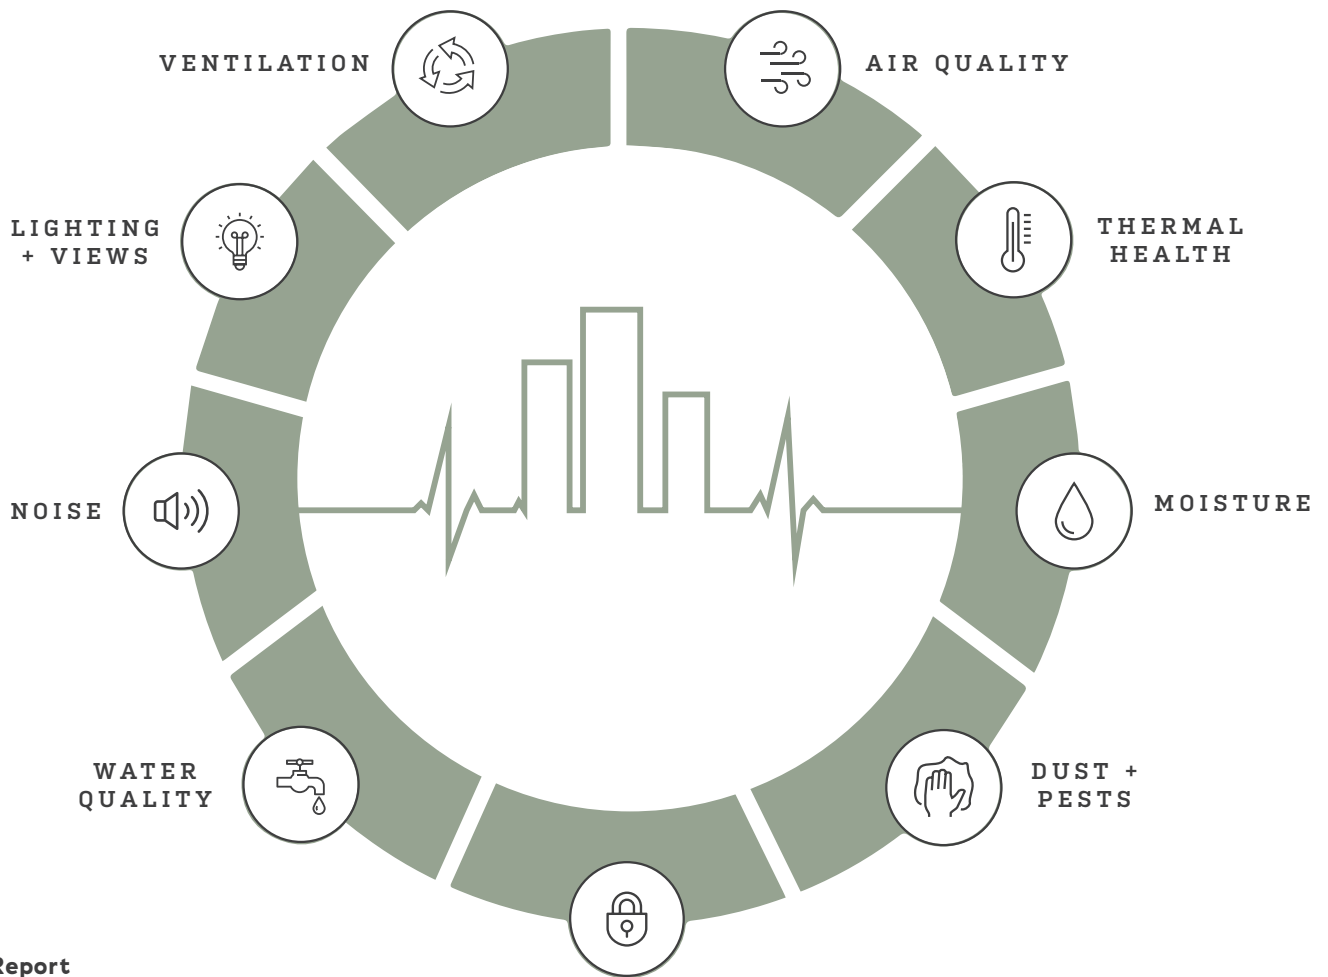 VENTILATION
AIR QUALITY
LIGHTING
+ VIEWS
THERMAL
HEALTH
NOISE
MOISTURE
WATER
QUALITY
DUST +
PESTS
Report